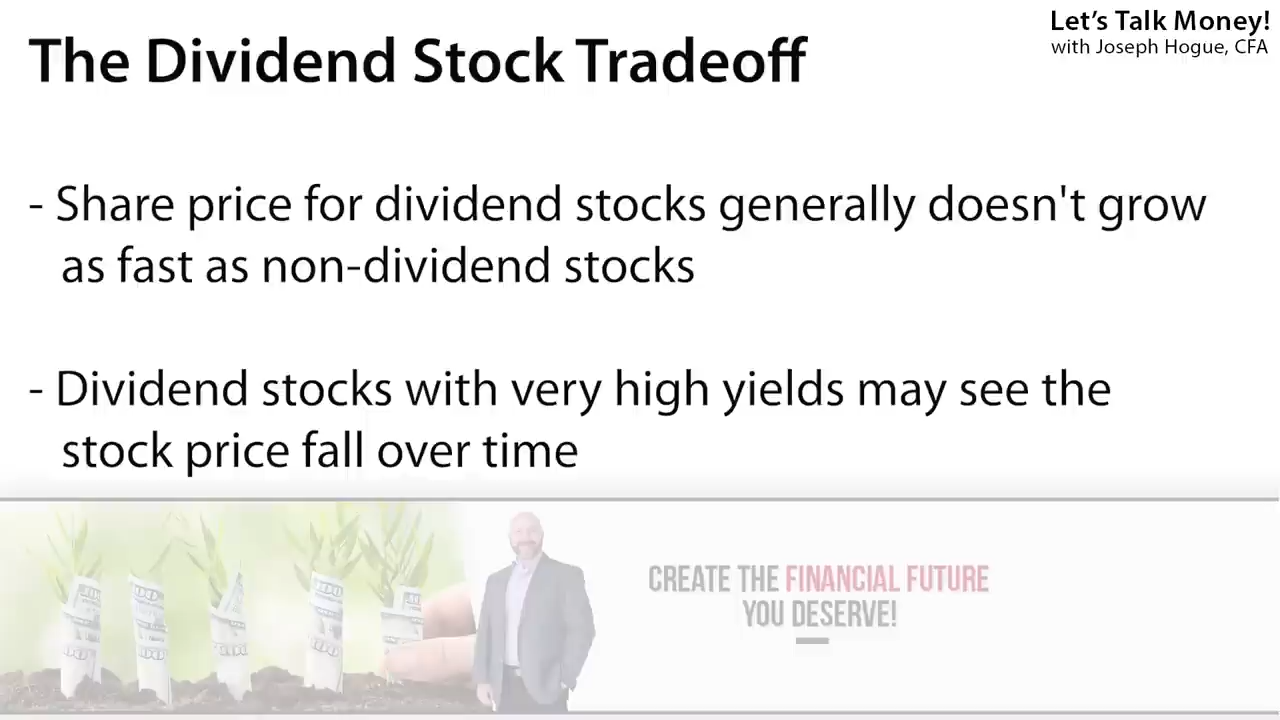 The Dividend Stock Tradeoff
Let's Talk Money!
with Joseph Hogue, CFA
- Share price for dividend stocks generally doesn't grow
as fast as non-dividend stocks
- Dividend stocks with very high yields may see the
stock price fall over time
CREATE THE FINANCIAL FUTURE
YOU DESERVE!